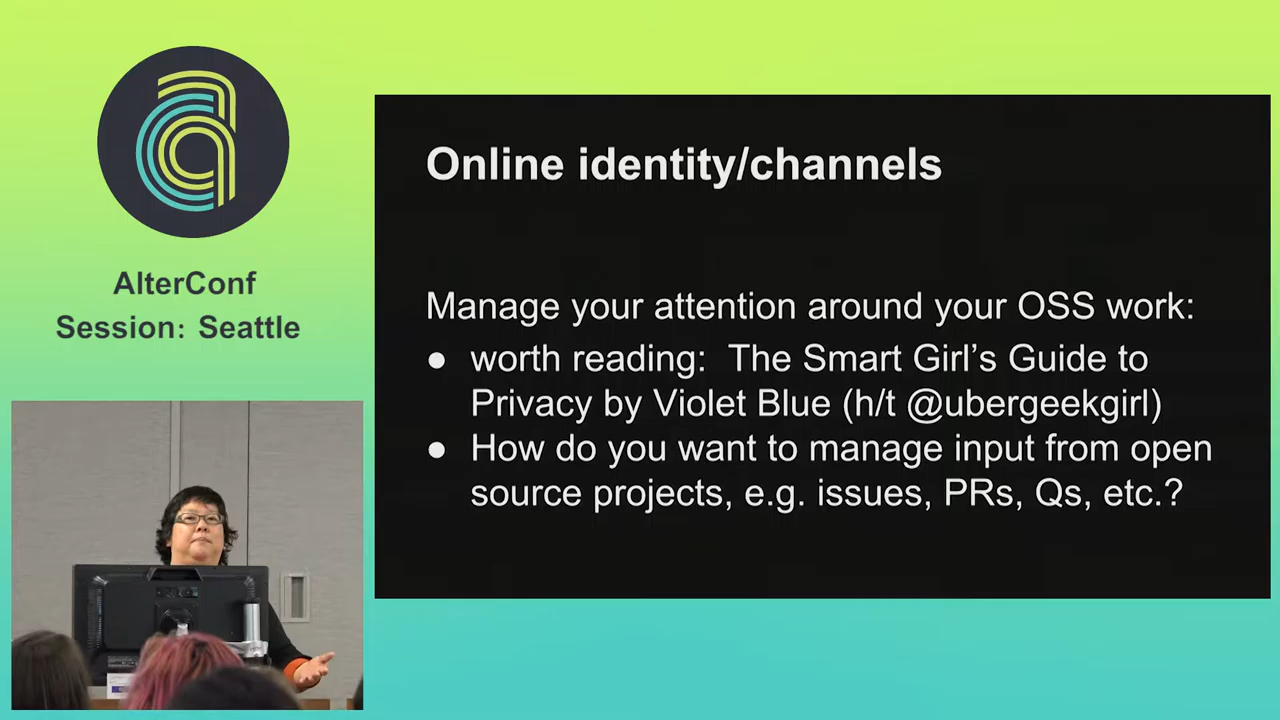 AlterConf
Session: Seattle
Online identity/channels
Manage your attention around your OSS work:
● worth reading: The Smart Girl's Guide to
Privacy by Violet Blue (h/t @ubergeekgirl)
● How do you want to manage input from open
source projects, e.g. issues, PRs, Qs, etc.?